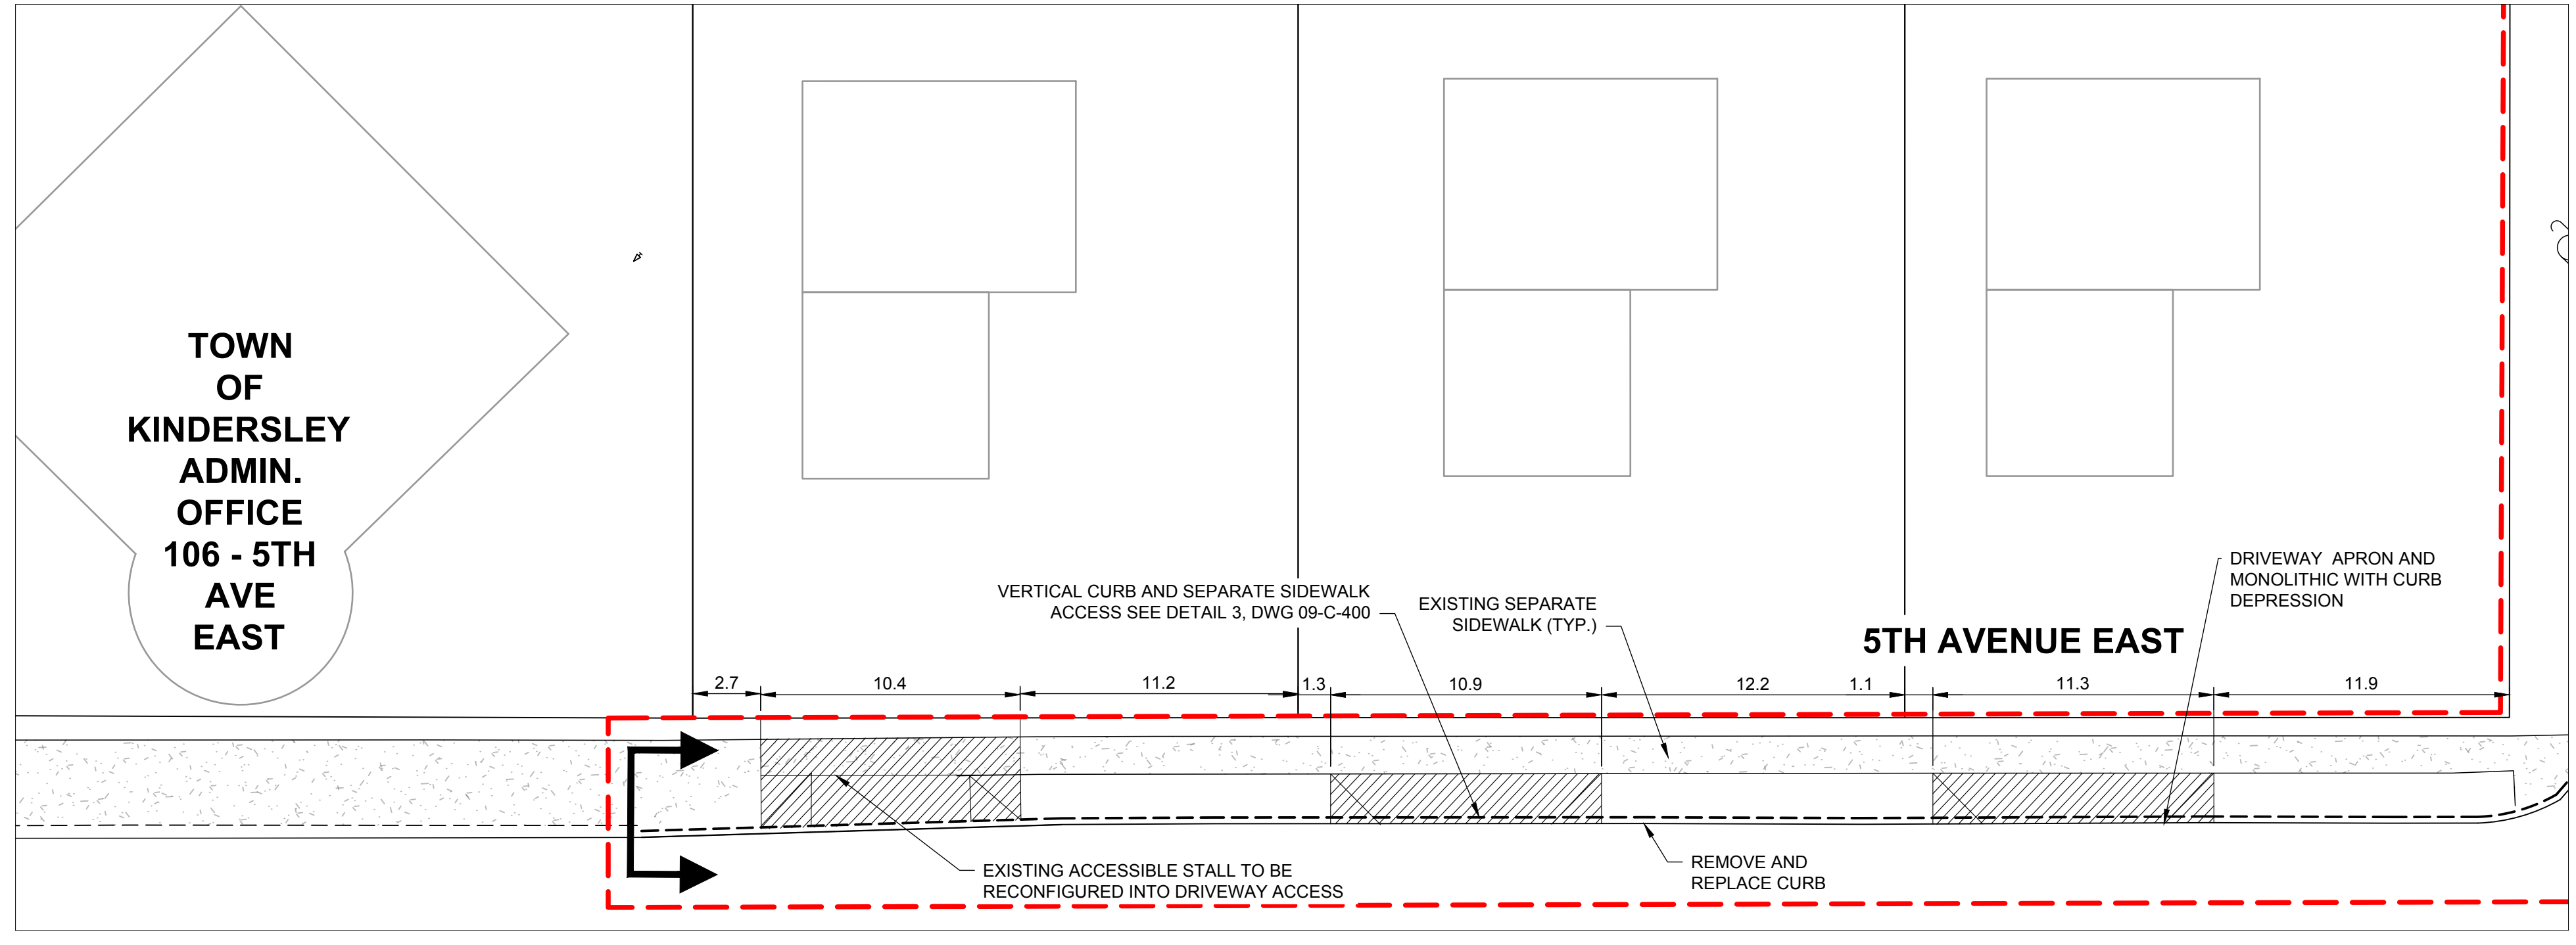 TOWN
OF
KINDERSLEY
ADMIN.
OFFICE
106 - 5TH
AVE
EAST
VERTICAL CURB AND SEPARATE SIDEWALK
ACCESS SEE DETAIL 3, DWG 09-C-400
EXISTING SEPARATE
SIDEWALK (TYP.)
5TH AVENUE EAST
DRIVEWAY APRON AND
MONOLITHIC WITH CURB
DEPRESSION
2.7
10.4
11.2
1.3
10.9
12.2
1.1
11.3
11.9
EXISTING ACCESSIBLE STALL TO BE
RECONFIGURED INTO DRIVEWAY ACCESS
REMOVE AND
REPLACE CURB